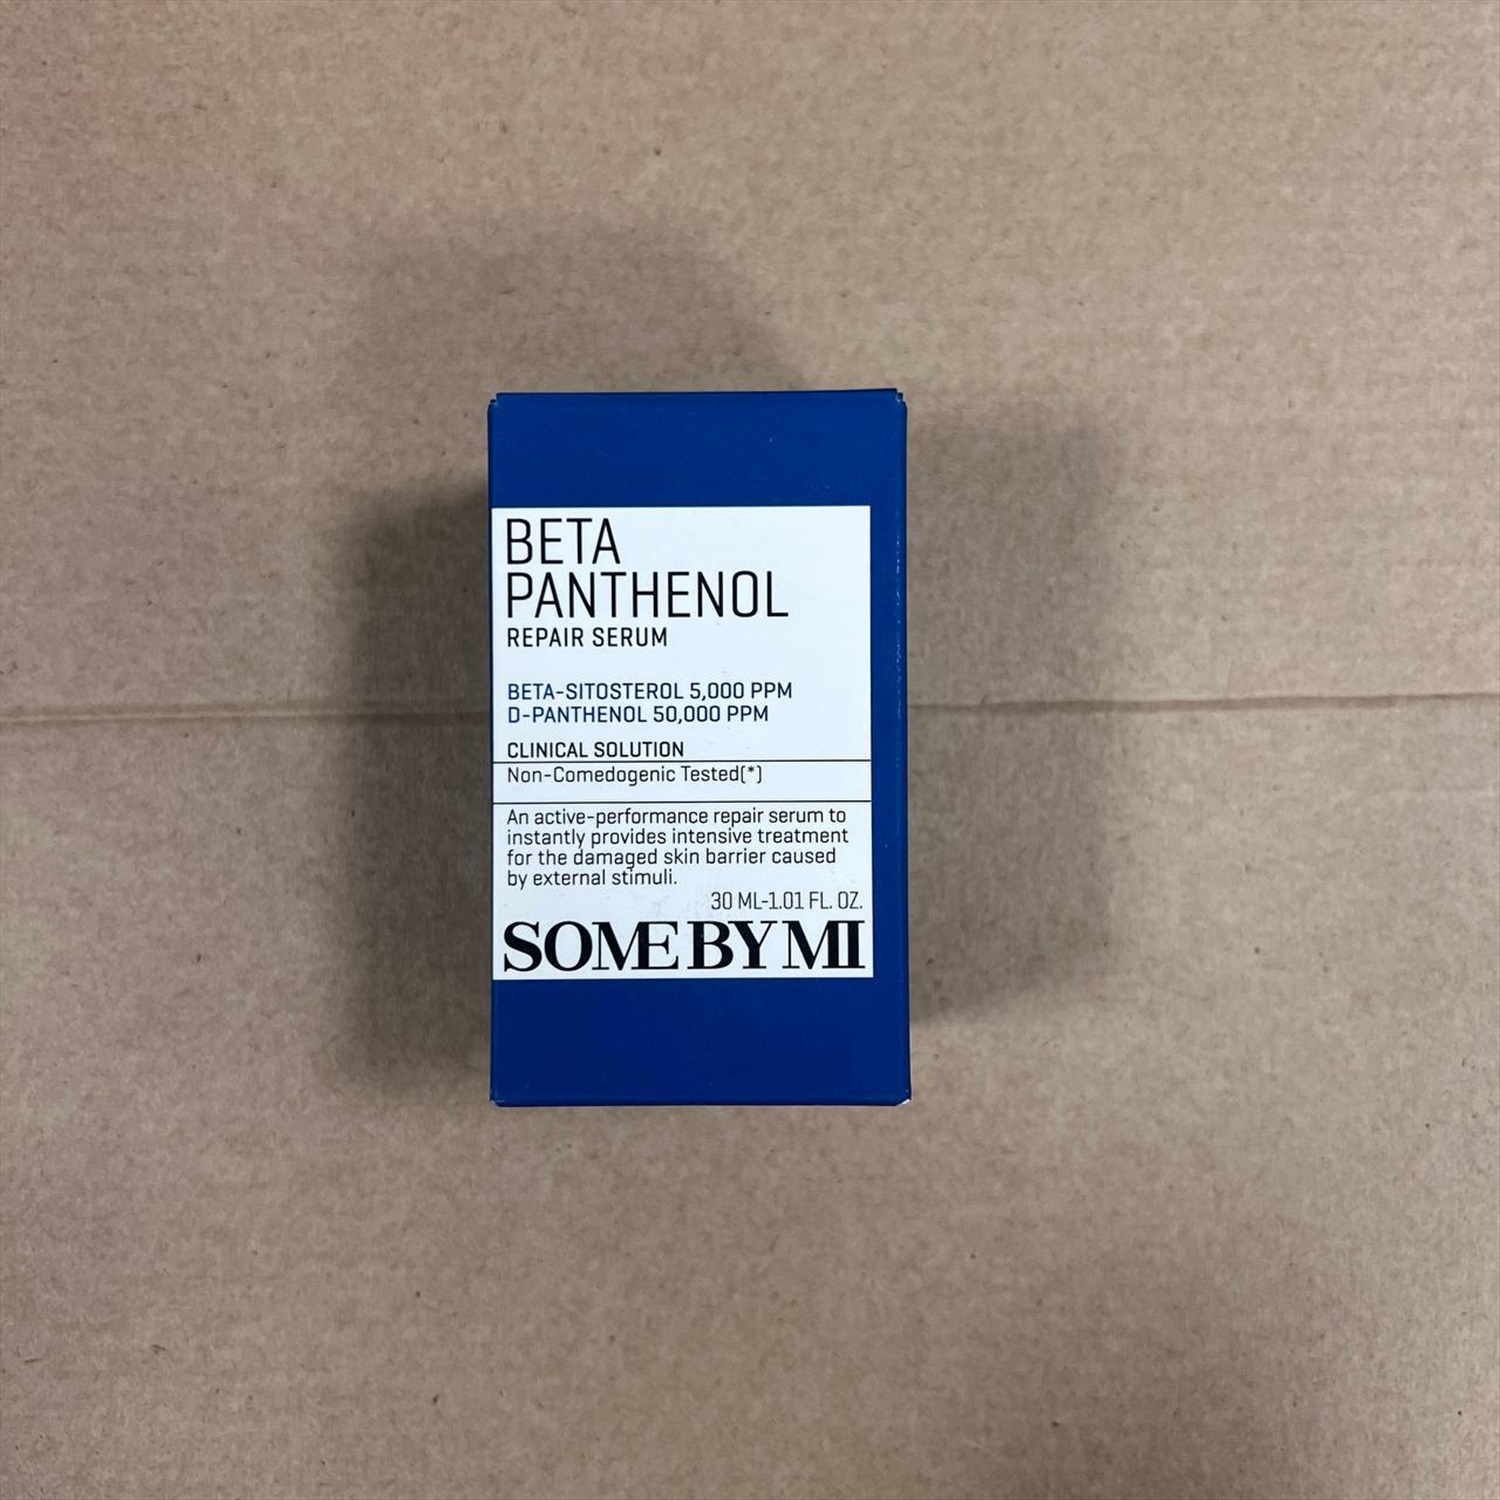 BETA
PANTHENOL
REPAIR SERUM
BETA-SITOSTEROL 5,000 PPM
D-PANTHENOL 50,000 PPM
CLINICAL SOLUTION
Non-Comedogenic Tested(*)
An active-performance repair serum to
instantly provides intensive treatment
for the damaged skin barrier caused
by external stimuli.
30 ML-1.01 FL. OZ.
SOME BY MI